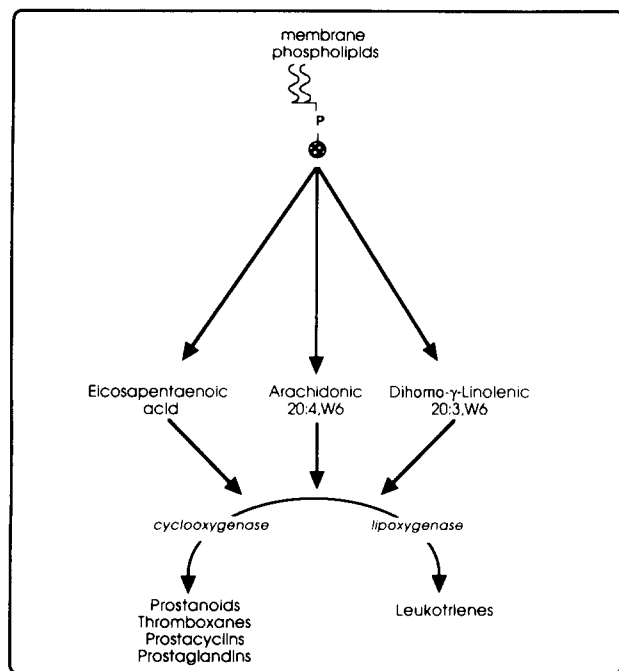 membrane
phospholipids
P
Eicosapentaenoic
acid
Arachidonic
20:4,W6
Dihomo-γ-Linolenic
20:3,W6
cyclooxygenase
lipoxygenase
Prostanoids
Thromboxanes
Prostacyclins
Prostaglandins
Leukotrienes